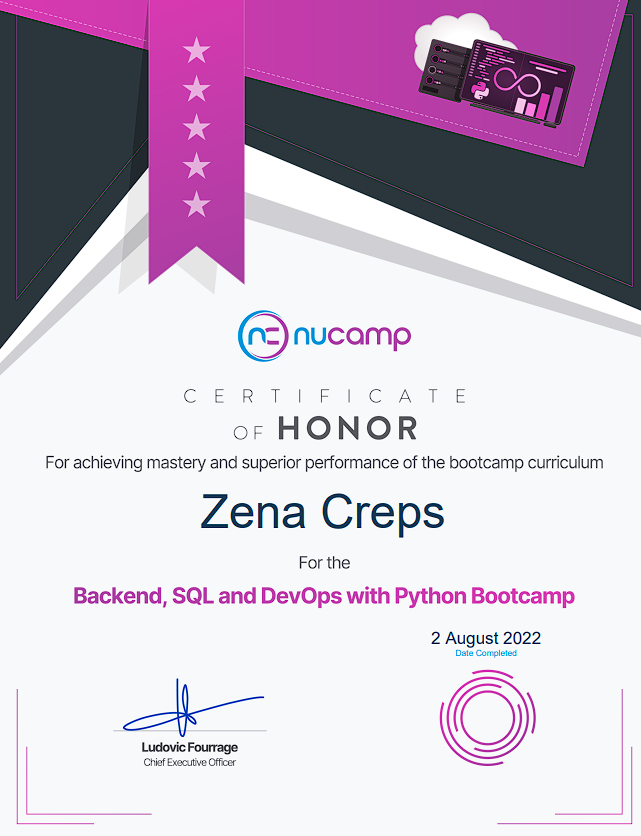 nc nucamp
CERTIFICATE
OF HONOR
For achieving mastery and superior performance of the bootcamp curriculum
Zena Creps
For the
Backend, SQL and DevOps with Python Bootcamp
2 August 2022
Date Completed
Ludovic Fourrage
Chief Executive Officer